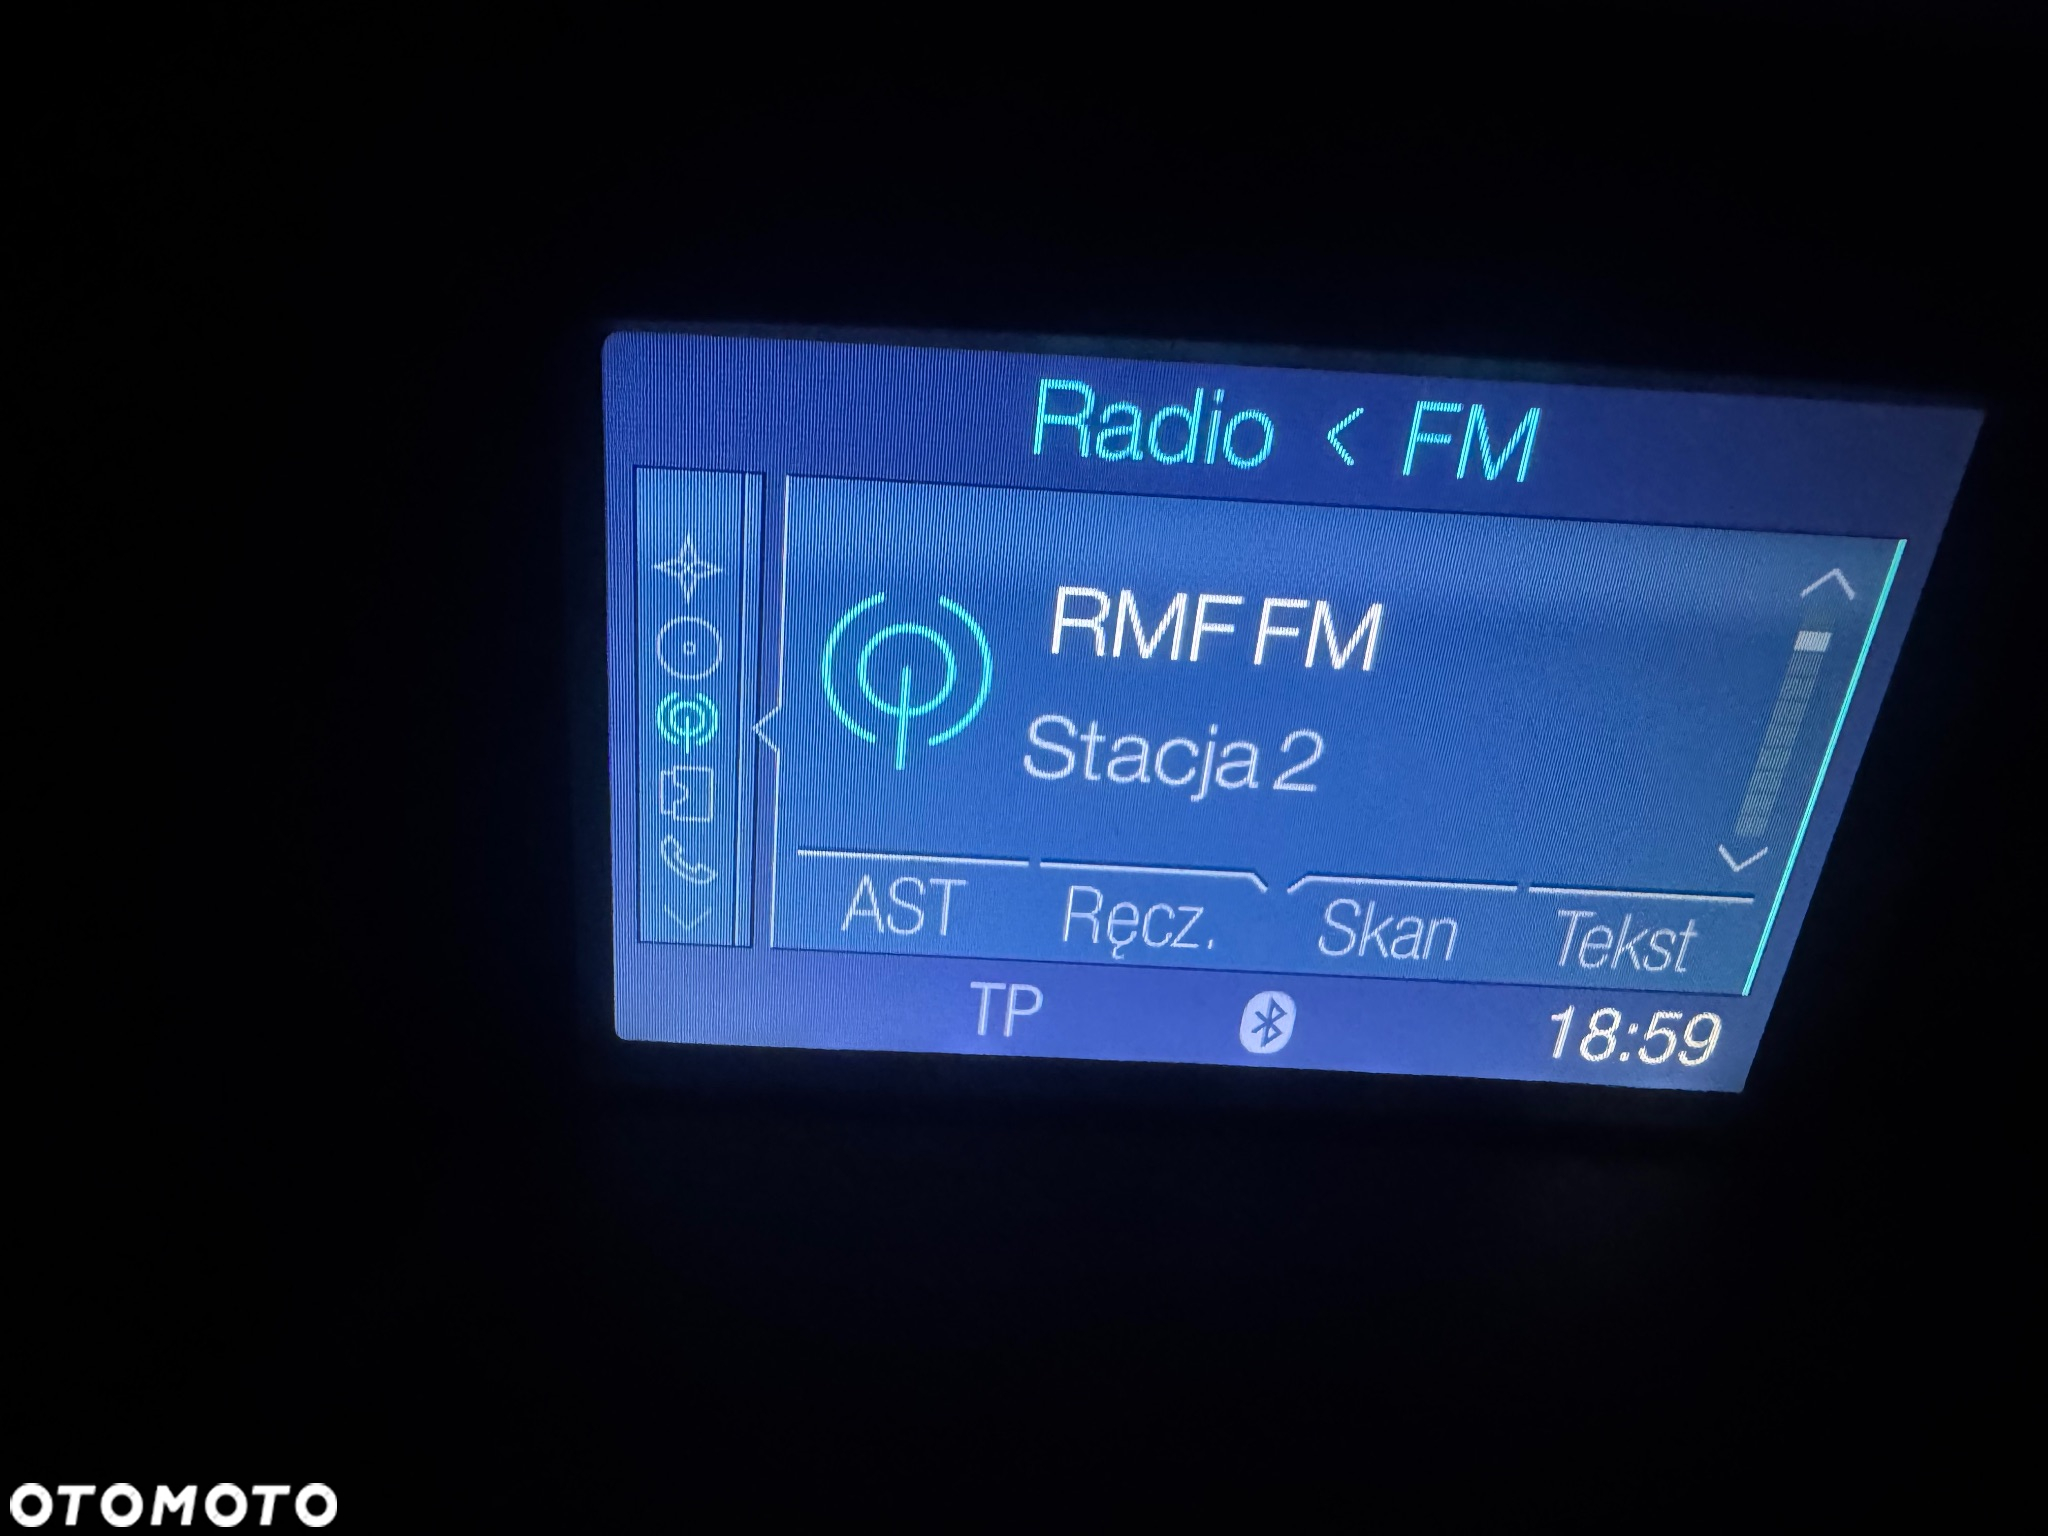 Radio < FM
RMF FM
Stacja 2
AST Ręcz. Skan Tekst
TP 18:59
OTOMOTO